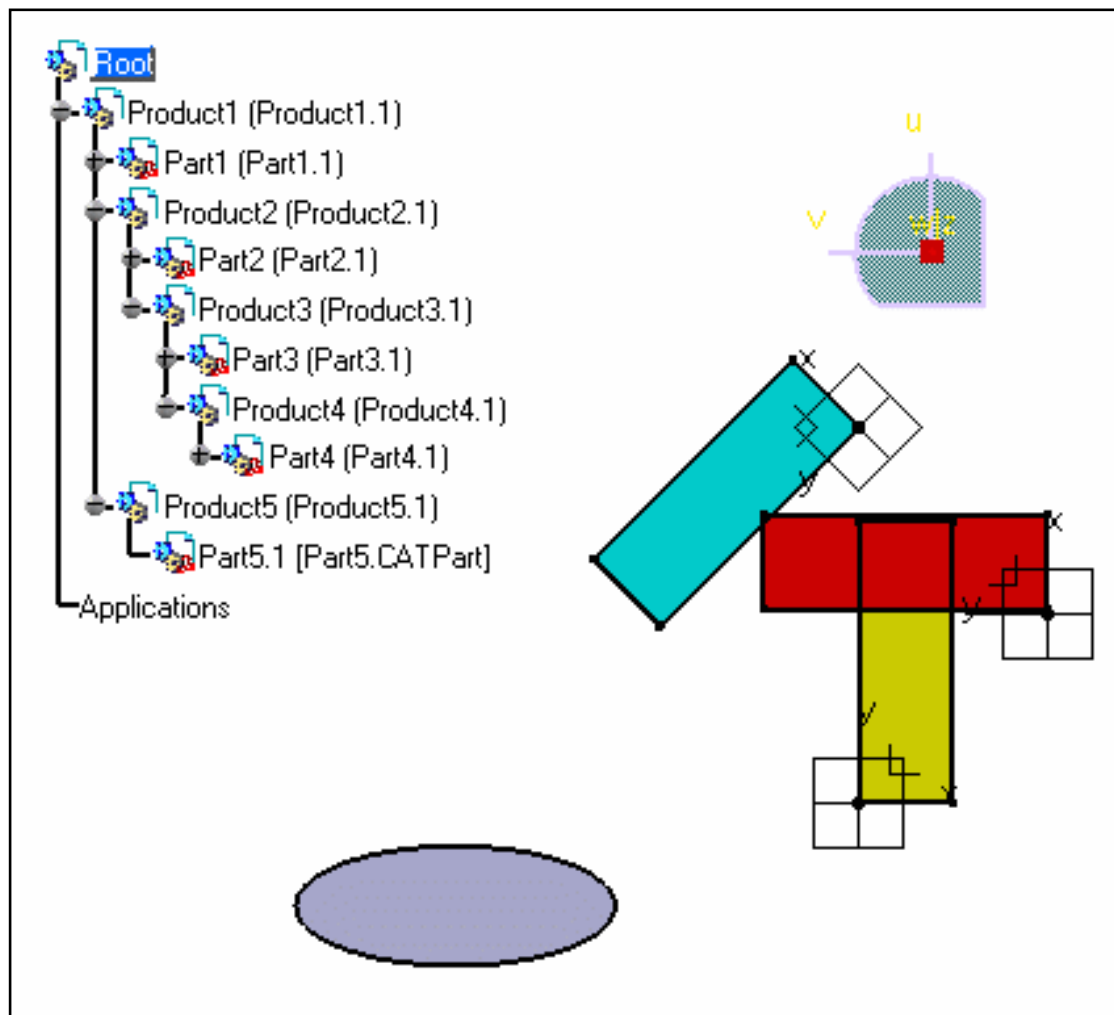 Root
Product1 (Product1.1)
Part1 (Part1.1)
Product2 (Product2.1)
Part2 (Part2.1)
Product3 (Product3.1)
Part3 (Part3.1)
Product4 (Product4.1)
Part4 (Part4.1)
Product5 (Product5.1)
Part5.1 [Part5.CATPart]
Applications
u
v
w|z
x
y
x
y
y
x